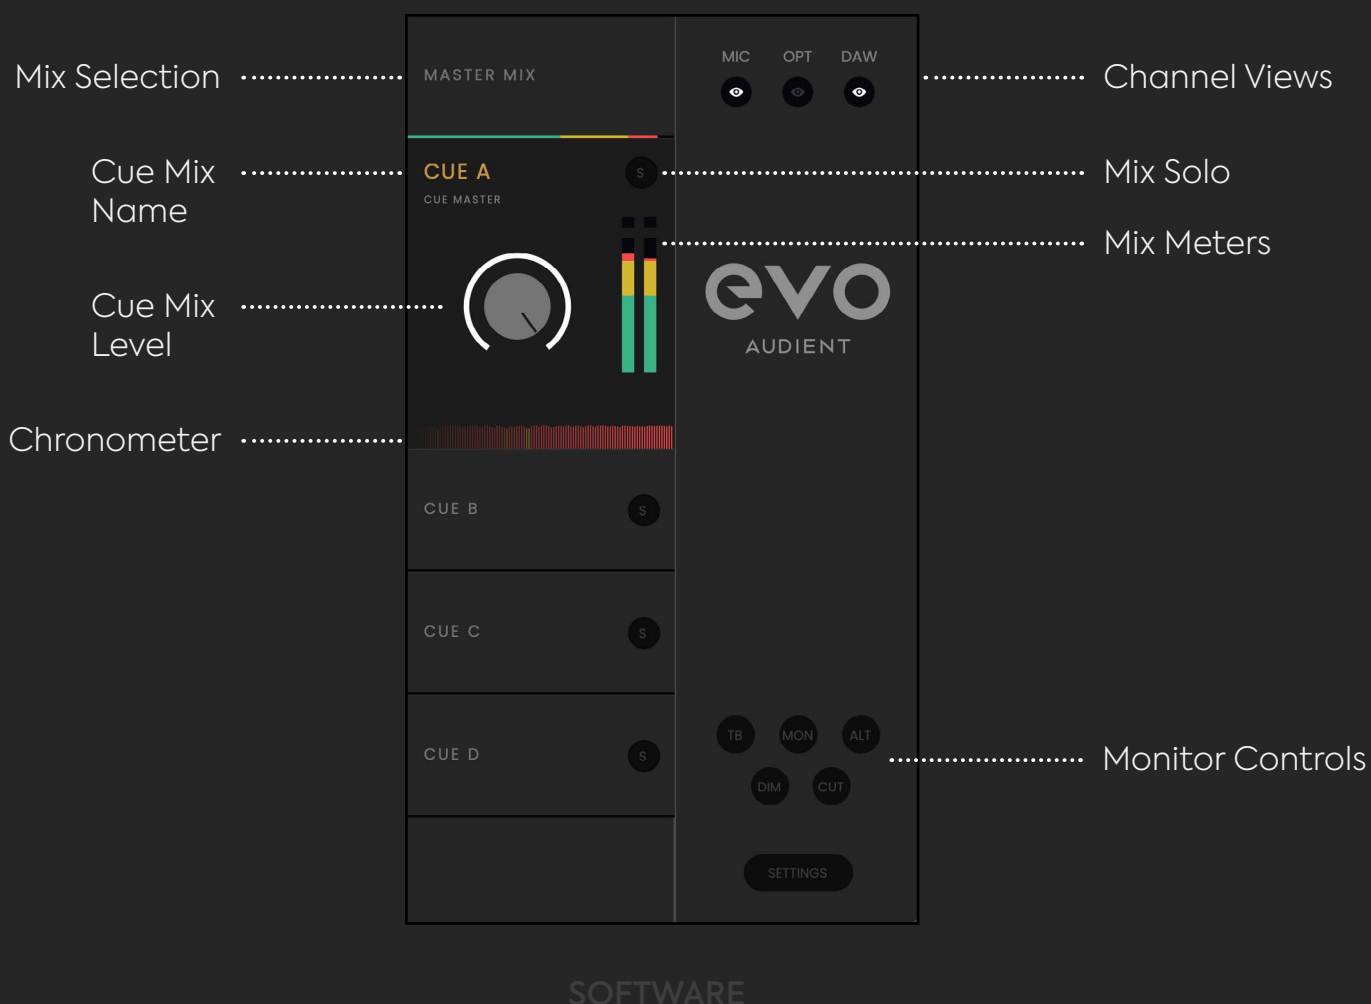 Mix Selection
MASTER MIX
MIC OPT DAW
Channel Views
Cue Mix
Name
CUE A
S
Mix Solo
CUE MASTER
Mix Meters
evo
AUDIENT
Cue Mix
Level
Chronometer
CUE B
S
CUE C
S
CUE D
S
TB MON ALT
DIM CUT
Monitor Controls
SETTINGS
SOFTWARE